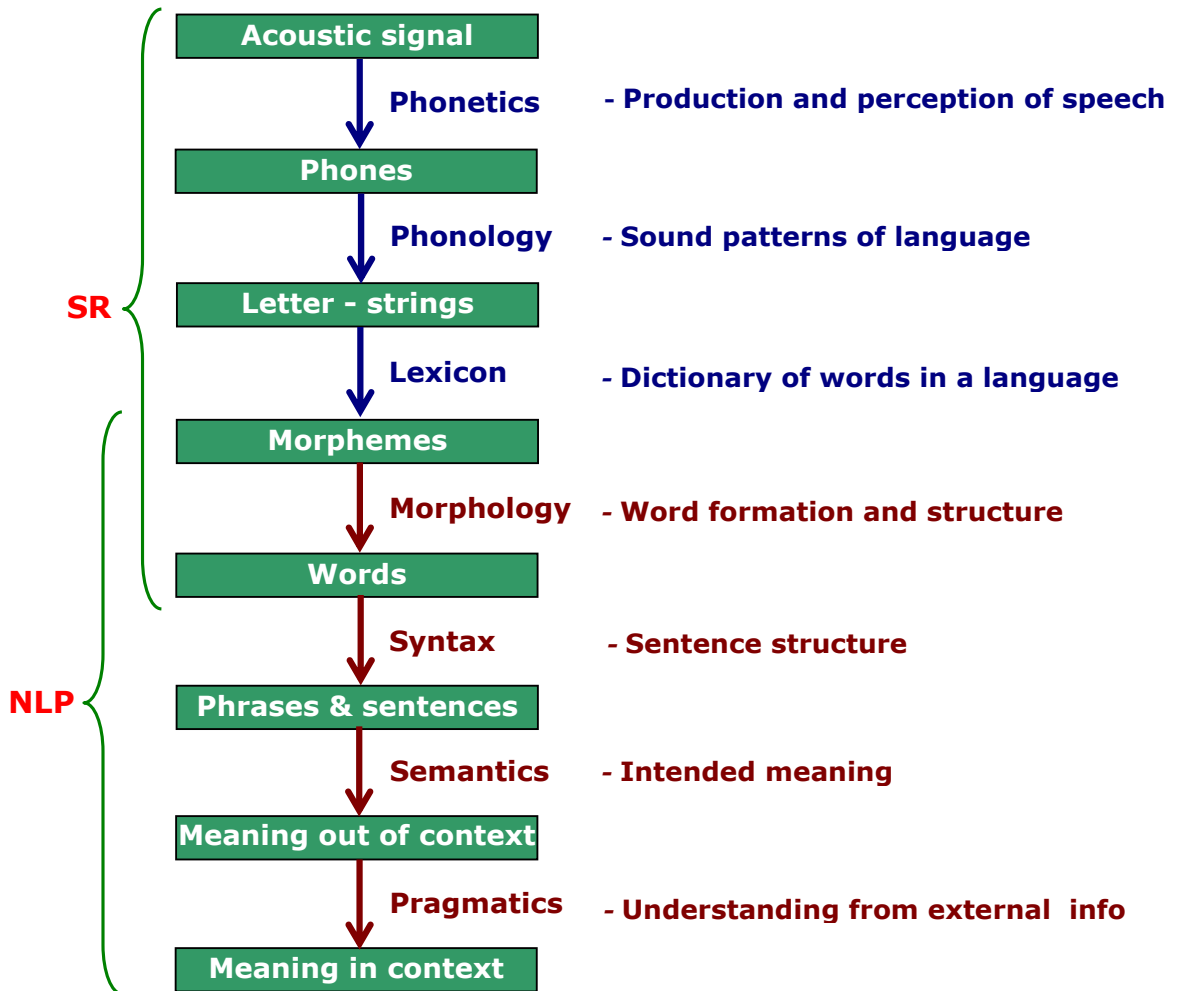 Acoustic signal
Phonetics - Production and perception of speech
Phones
Phonology - Sound patterns of language
SR
Letter - strings
Lexicon - Dictionary of words in a language
Morphemes
Morphology - Word formation and structure
Words
Syntax - Sentence structure
NLP
Phrases & sentences
Semantics - Intended meaning
Meaning out of context
Pragmatics - Understanding from external info
Meaning in context